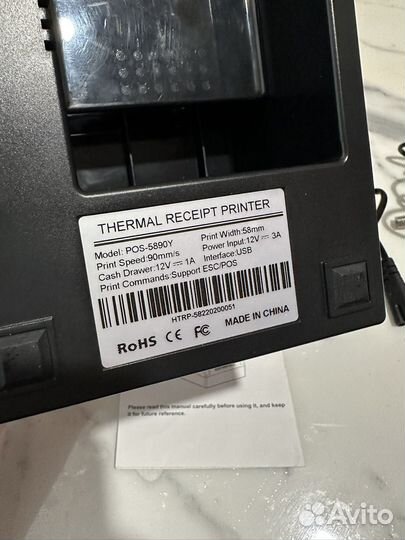 THERMAL RECEIPT PRINTER
Model: POS-5890Y Print Width:58mm
Print Speed:90mm/s Power Input:12V ⎓ 3A
Cash Drawer:12V ⎓ 1A Interface:USB
Print Commands:Support ESC/POS
HTRP-58220200051
RoHS CE FC MADE IN CHINA
Please read this manuel carefully before using it, and keep
it for future reference.
Avito